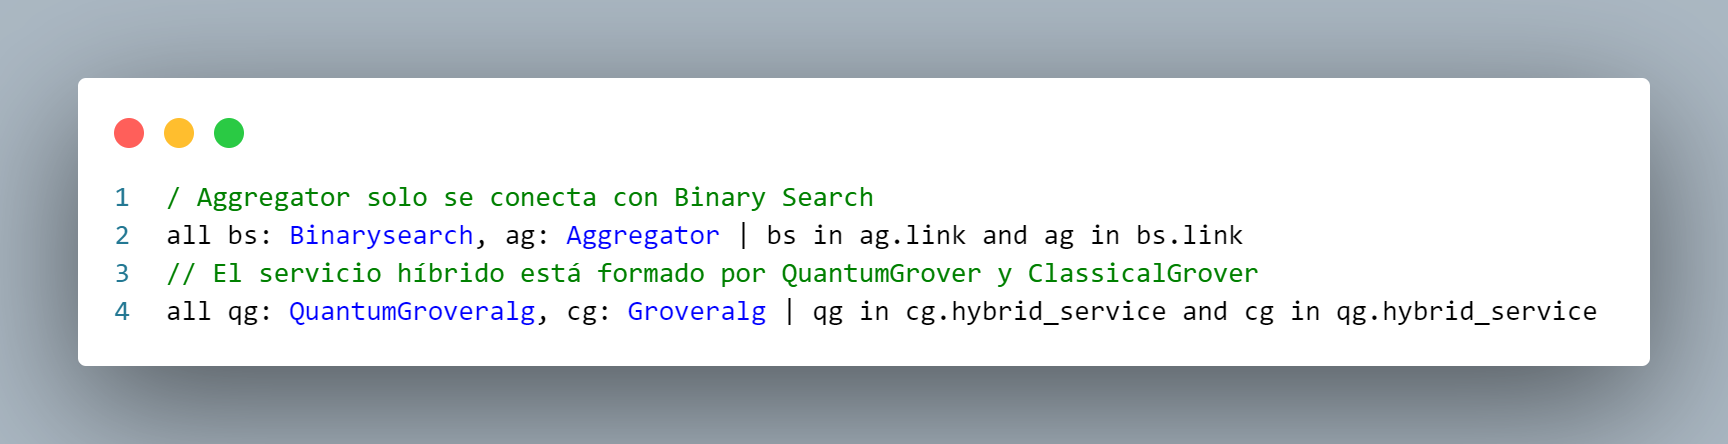 1 / Aggregator solo se conecta con Binary Search
2 all bs: Binarysearch, ag: Aggregator | bs in ag.link and ag in bs.link
3 // El servicio híbrido está formado por QuantumGrover y ClassicalGrover
4 all qg: QuantumGroveralg, cg: Groveralg | qg in cg.hybrid_service and cg in qg.hybrid_service